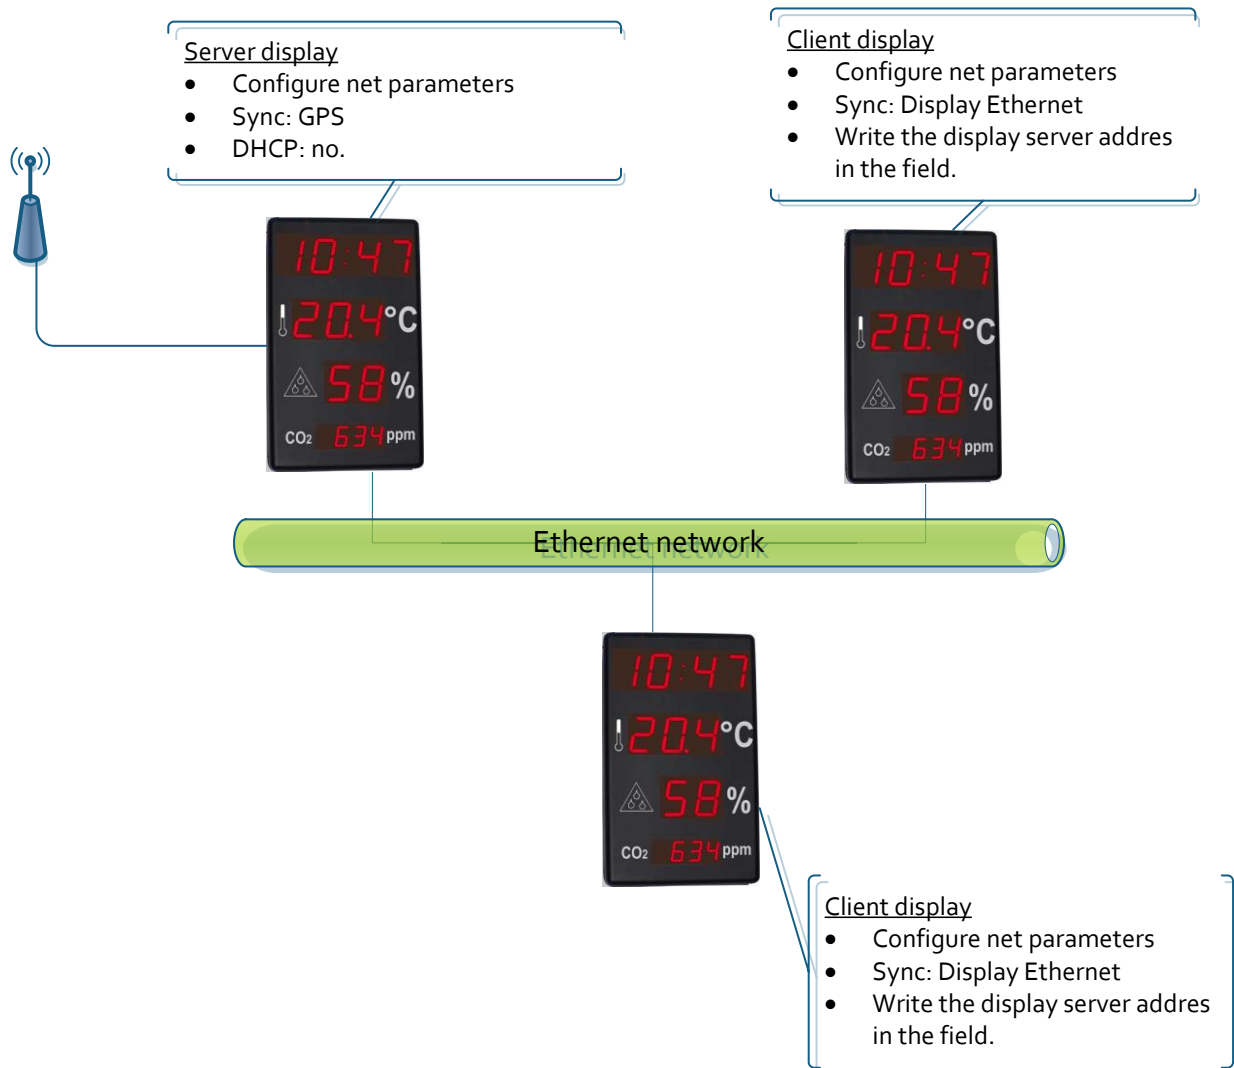 Server display
• Configure net parameters
• Sync: GPS
• DHCP: no.
Client display
• Configure net parameters
• Sync: Display Ethernet
• Write the display server addres
in the field.
10:47
20.4°C
58%
CO2 634 ppm
10:47
20.4°C
58%
CO2 634 ppm
Ethernet network
10:47
20.4°C
58%
CO2 634 ppm
Client display
• Configure net parameters
• Sync: Display Ethernet
• Write the display server addres
in the field.